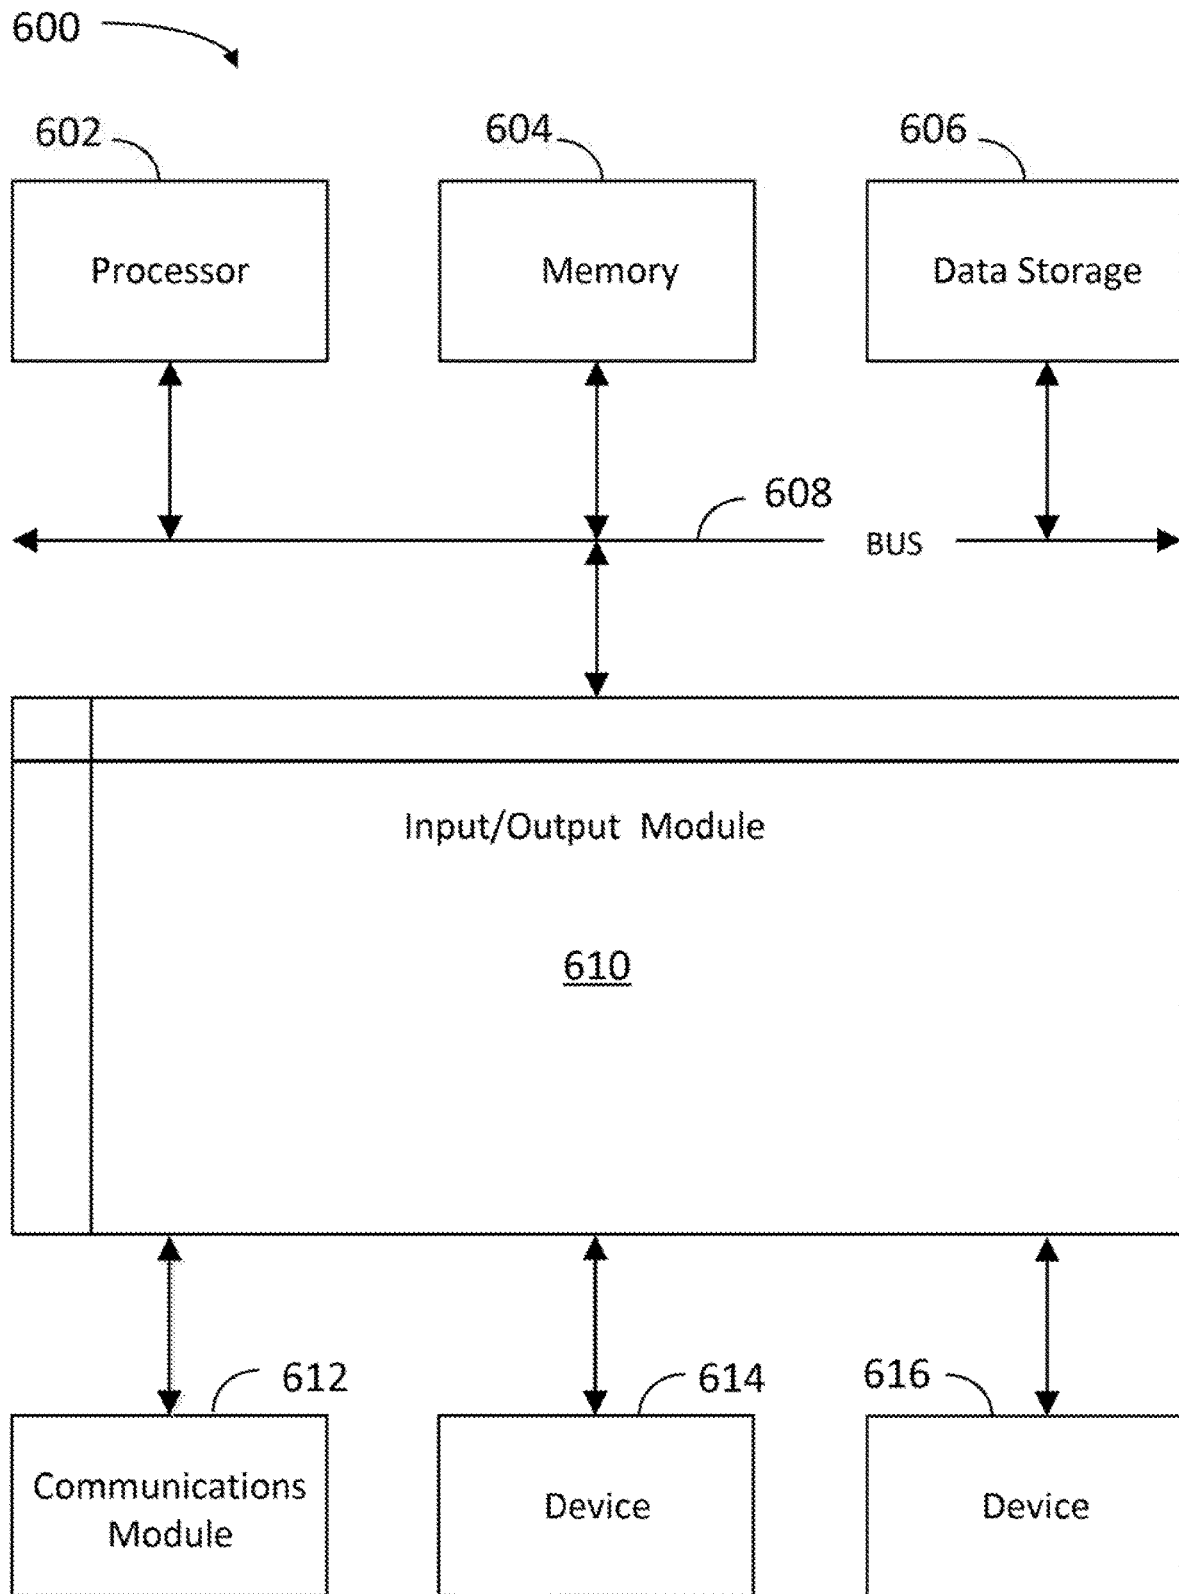 600
602
604
606
Processor
Memory
Data Storage
608
BUS
Input/Output Module
610
612
614
616
Communications
Module
Device
Device